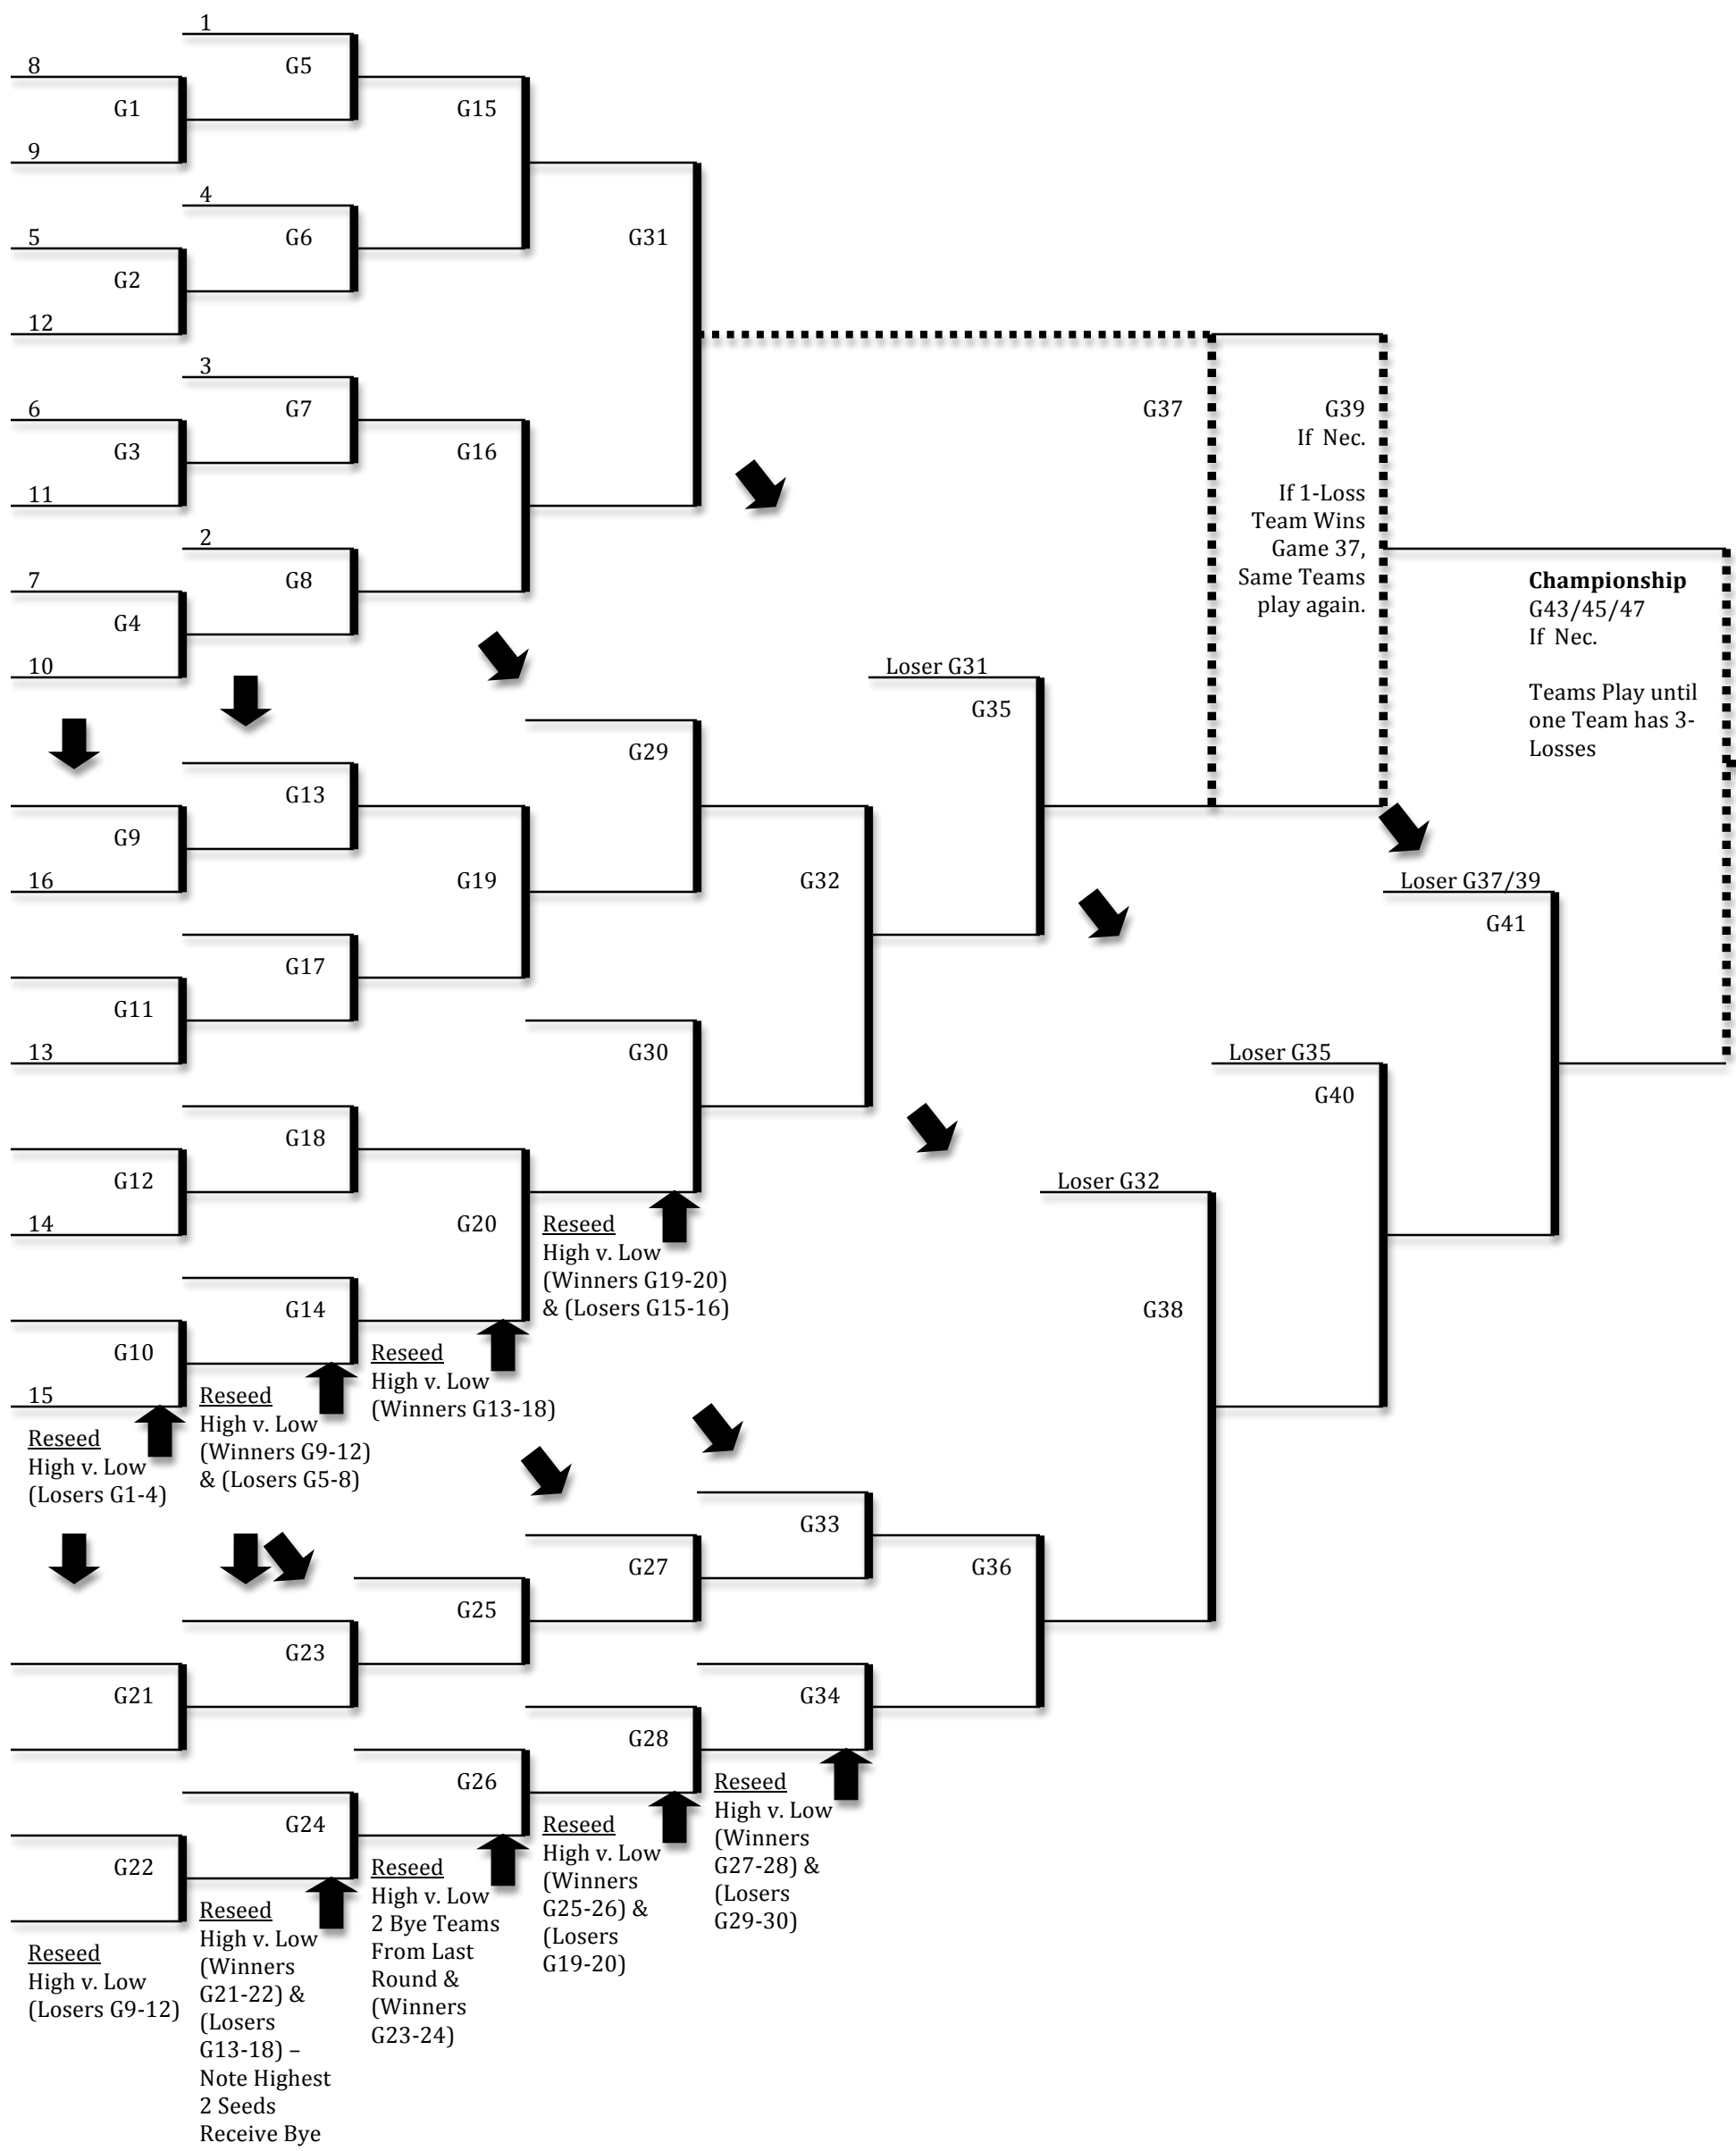 1
8
G5
G1
G15
9
4
5
G6
G31
G2
12
3
6
G7
G37
G39
If Nec.
G3
G16
11
If 1-Loss
Team Wins
Game 37,
Same Teams
play again.
2
7
G8
G4
10
Championship
G43/45/47
If Nec.
Teams Play until
one Team has 3-
Losses
Loser G31
G35
G29
G13
G9
16
G19
G32
Loser G37/39
G41
G17
G11
13
G30
Loser G35
G40
G18
G12
14
G20
Loser G32
Reseed
High v. Low
(Winners G19-20)
& (Losers G15-16)
G14
G38
G10
15
Reseed
High v. Low
(Losers G1-4)
Reseed
High v. Low
(Winners G9-12)
& (Losers G5-8)
Reseed
High v. Low
(Winners G13-18)
G33
G27
G36
G25
G23
G21
G34
G28
G26
G24
G22
Reseed
High v. Low
(Losers G9-12)
Reseed
High v. Low
(Winners
G21-22) &
(Losers
G13-18) –
Note Highest
2 Seeds
Receive Bye
Reseed
High v. Low
2 Bye Teams
From Last
Round &
(Winners
G23-24)
Reseed
High v. Low
(Winners
G25-26) &
(Losers
G19-20)
Reseed
High v. Low
(Winners
G27-28) &
(Losers
G29-30)